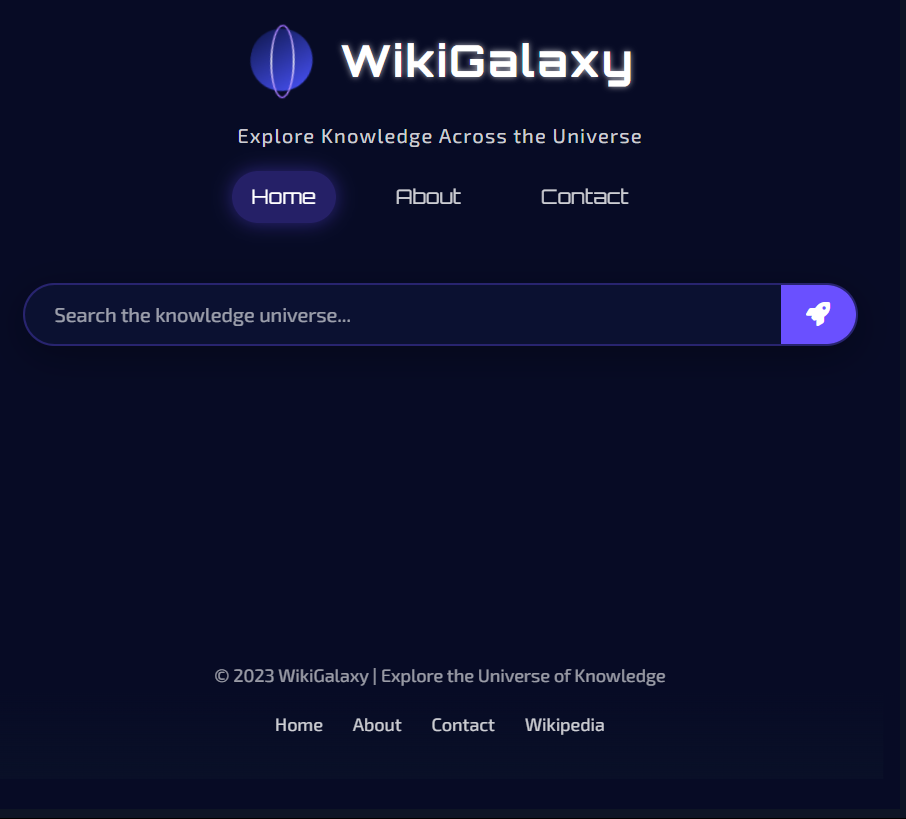 WikiGalaxy
Explore Knowledge Across the Universe
Home About Contact
Search the knowledge universe...
© 2023 WikiGalaxy | Explore the Universe of Knowledge
Home About Contact Wikipedia